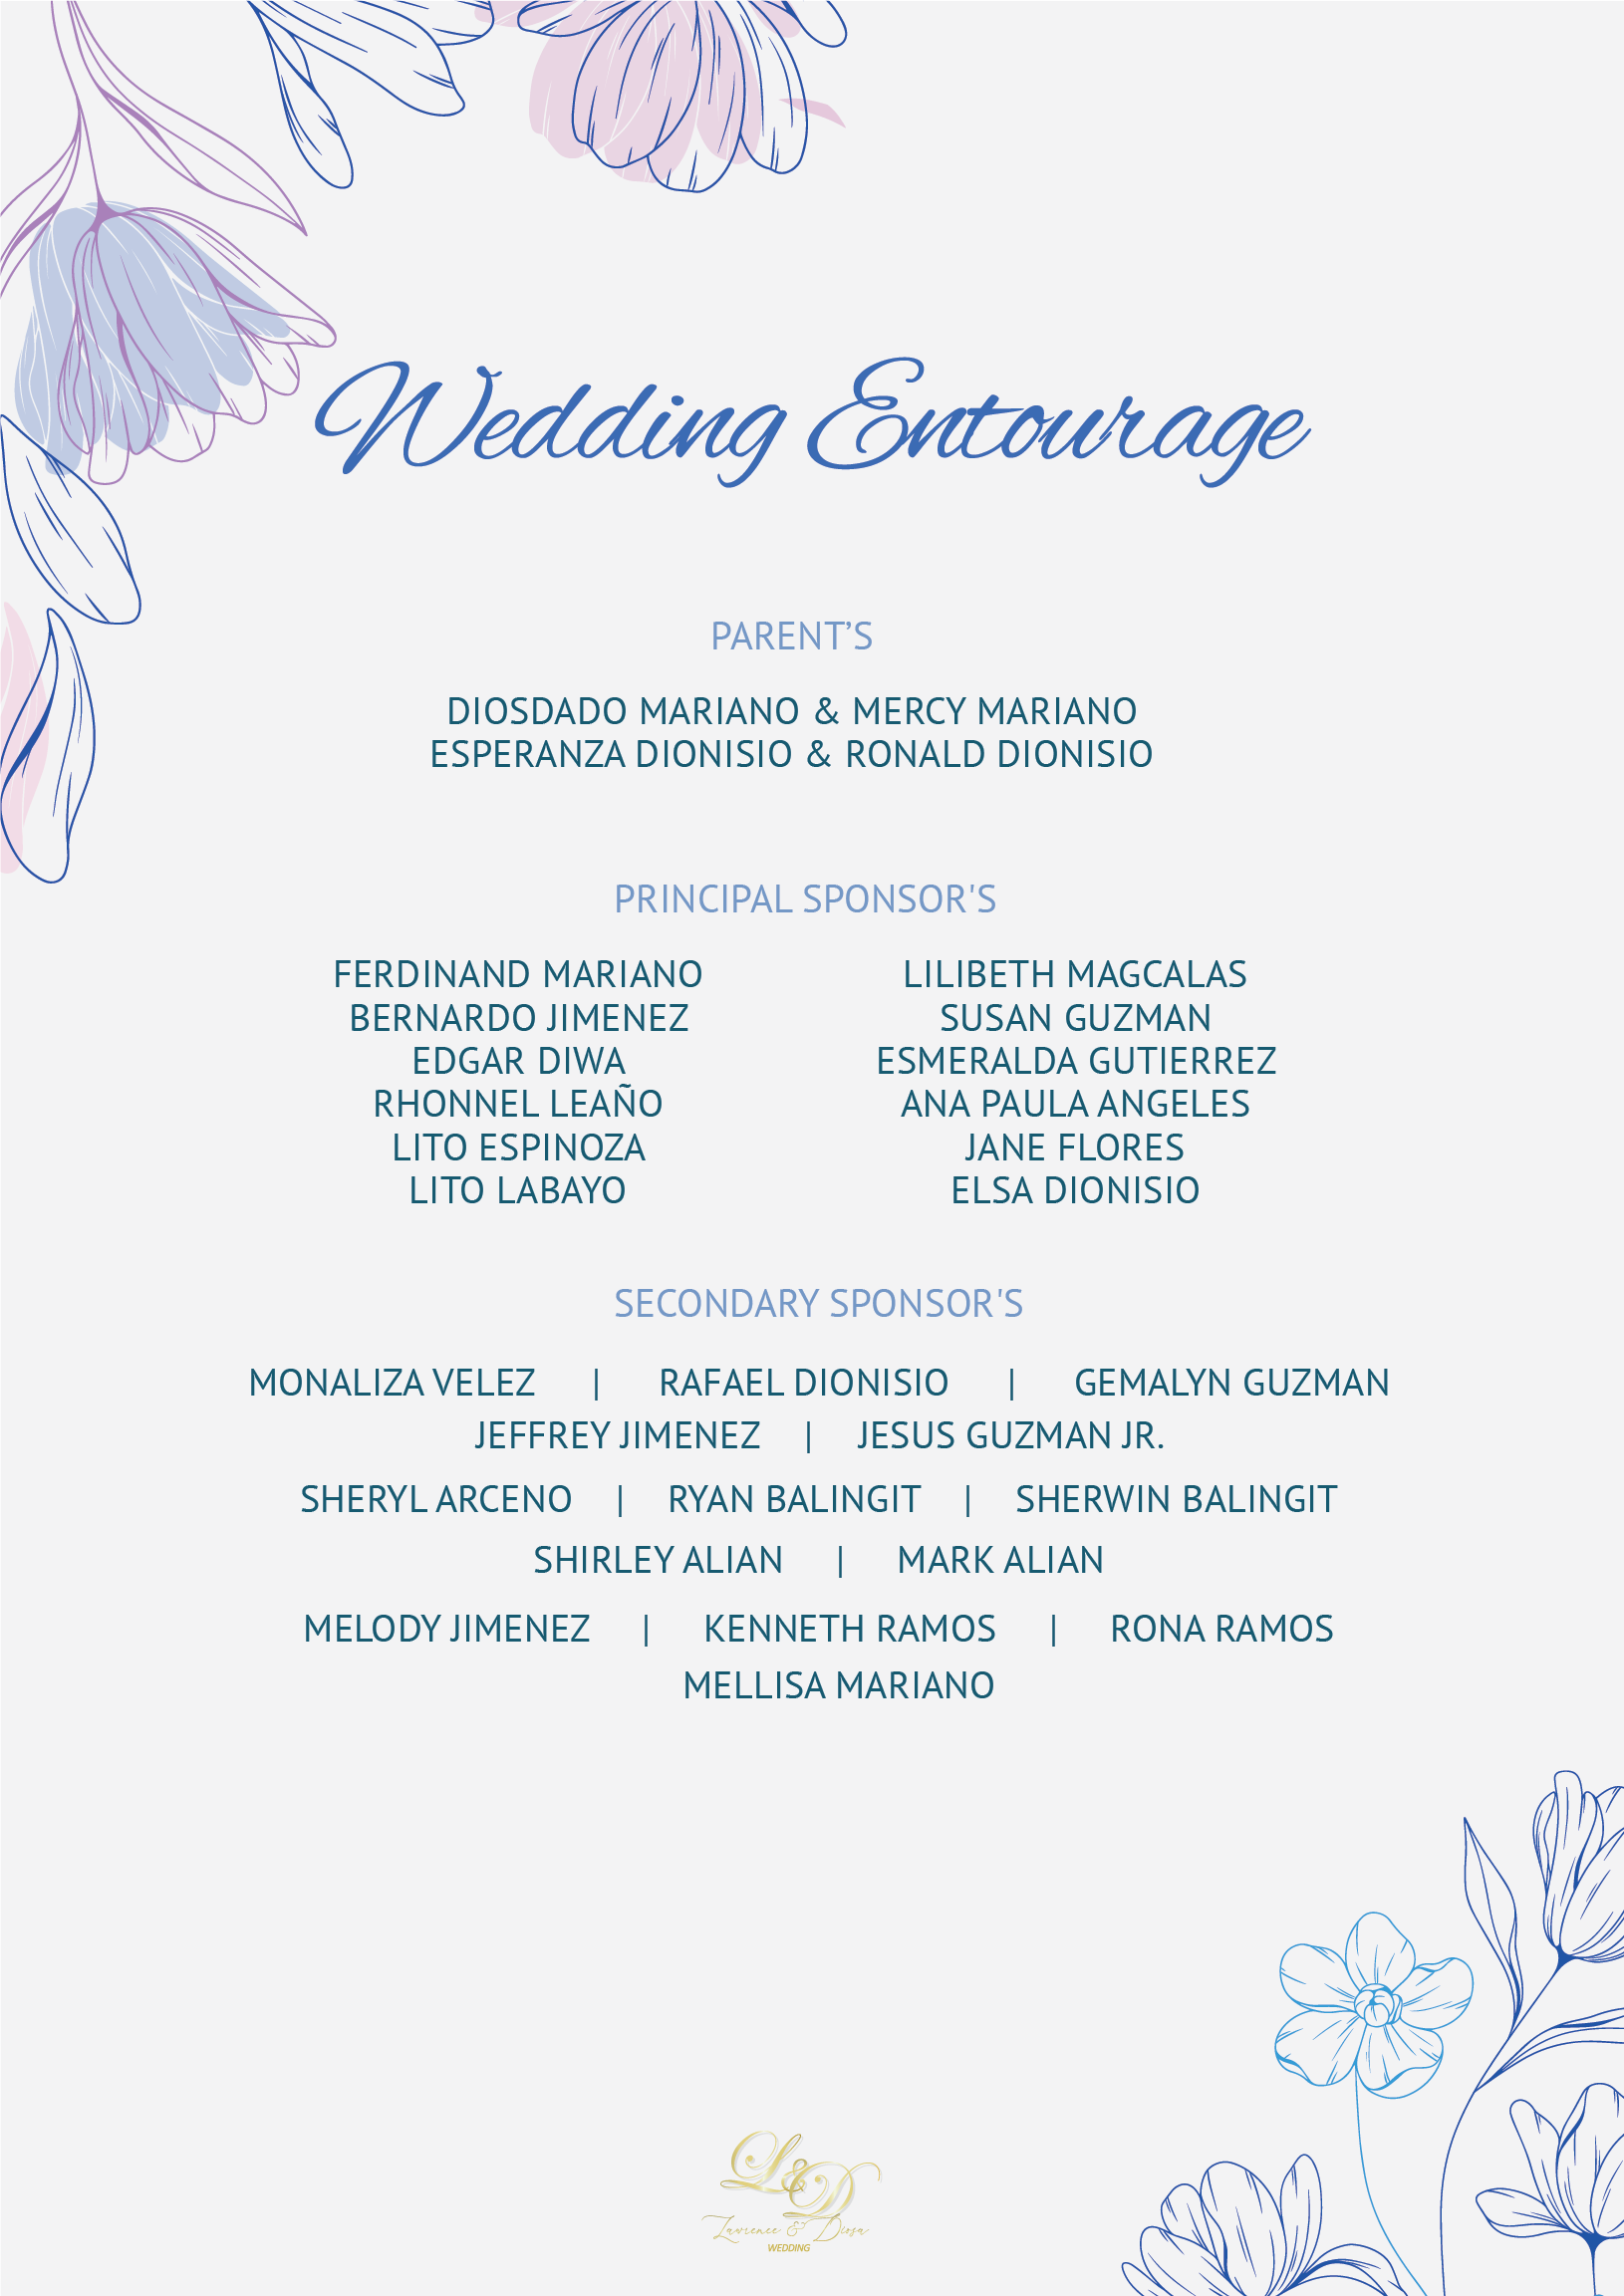 Wedding Entourage
PARENT’S
DIOSDADO MARIANO & MERCY MARIANO
ESPERANZA DIONISIO & RONALD DIONISIO
PRINCIPAL SPONSOR'S
FERDINAND MARIANO
BERNARDO JIMENEZ
EDGAR DIWA
RHONNEL LEAÑO
LITO ESPINOZA
LITO LABAYO
LILIBETH MAGCALAS
SUSAN GUZMAN
ESMERALDA GUTIERREZ
ANA PAULA ANGELES
JANE FLORES
ELSA DIONISIO
SECONDARY SPONSOR'S
MONALIZA VELEZ | RAFAEL DIONISIO | GEMALYN GUZMAN
JEFFREY JIMENEZ | JESUS GUZMAN JR.
SHERYL ARCENO | RYAN BALINGIT | SHERWIN BALINGIT
SHIRLEY ALIAN | MARK ALIAN
MELODY JIMENEZ | KENNETH RAMOS | RONA RAMOS
MELLISA MARIANO
L&D
Lawrence & Diosa
WEDDING